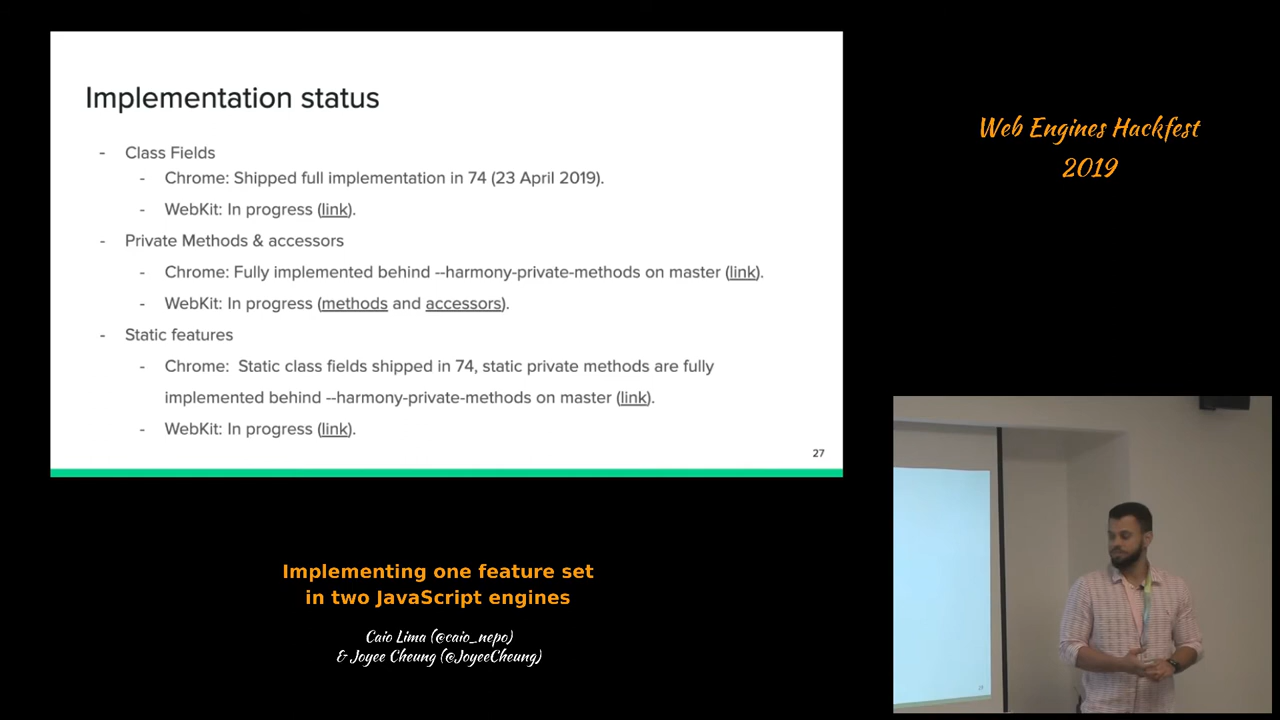 Implementation status
- Class Fields
- Chrome: Shipped full implementation in 74 (23 April 2019).
- WebKit: In progress (link).
- Private Methods & accessors
- Chrome: Fully implemented behind --harmony-private-methods on master (link).
- WebKit: In progress (methods and accessors).
- Static features
- Chrome:  Static class fields shipped in 74, static private methods are fully
implemented behind --harmony-private-methods on master (link).
- WebKit: In progress (link).
27
Web Engines Hackfest
2019
Implementing one feature set
in two JavaScript engines
Caio Lima (@caio_nepo)
& Joyee Cheung (@JoyeeCheung)